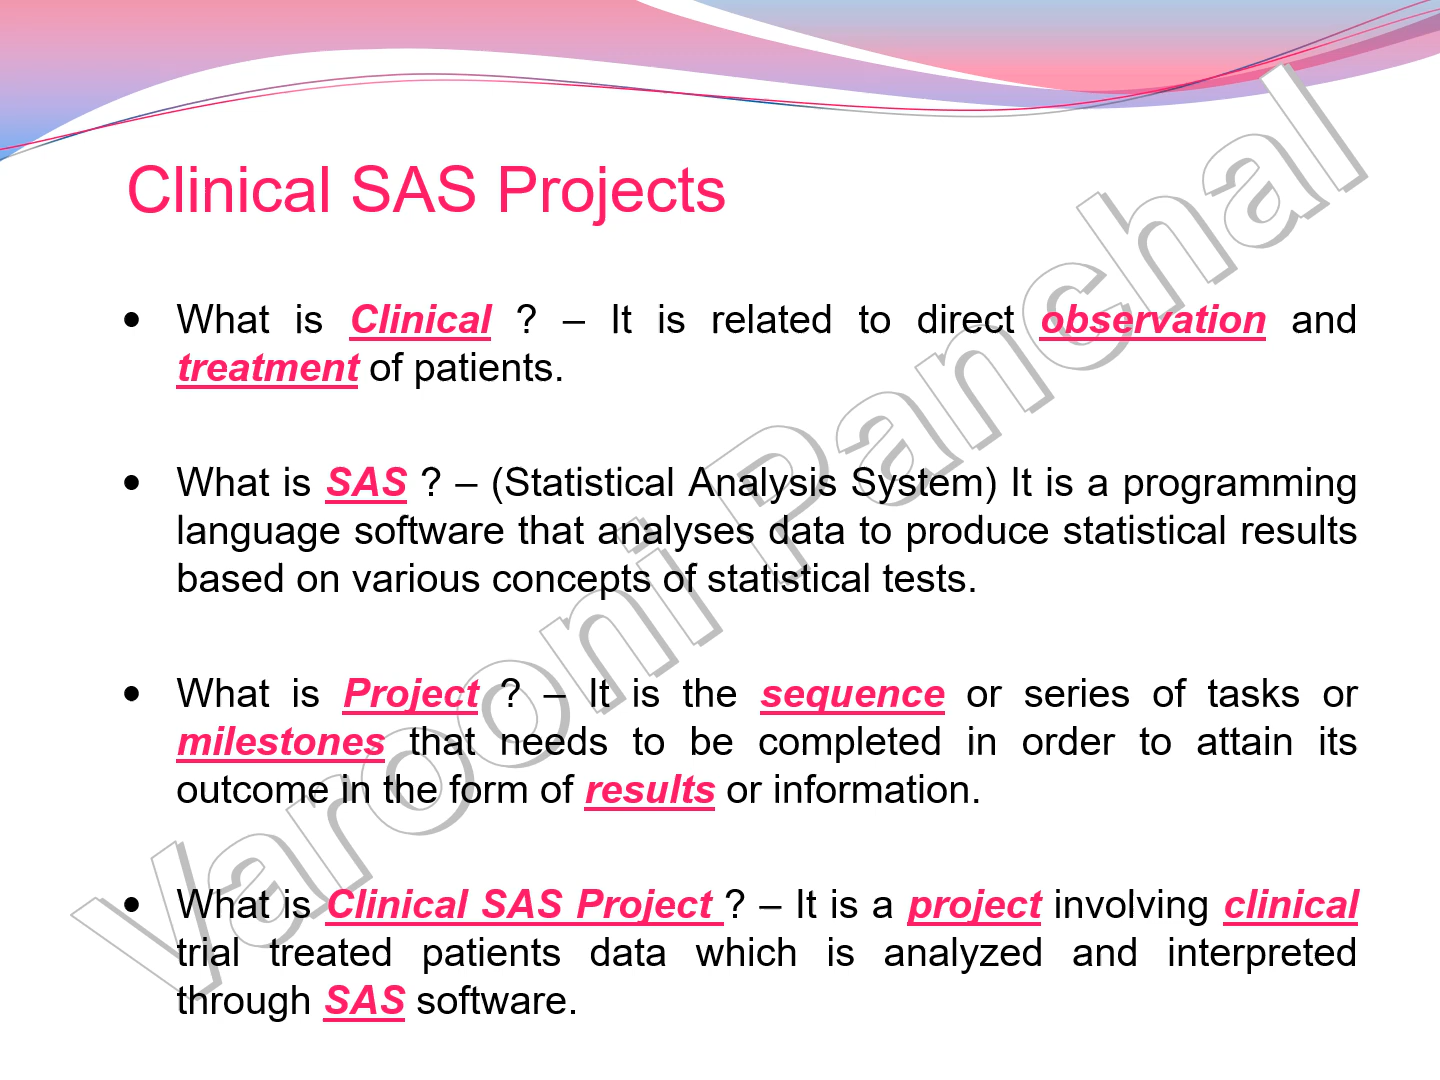 Clinical SAS Projects
• What is Clinical ? – It is related to direct observation and
treatment of patients.
• What is SAS ? – (Statistical Analysis System) It is a programming
language software that analyses data to produce statistical results
based on various concepts of statistical tests.
• What is Project ? – It is the sequence or series of tasks or
milestones that needs to be completed in order to attain its
outcome in the form of results or information.
• What is Clinical SAS Project ? – It is a project involving clinical
trial treated patients data which is analyzed and interpreted
through SAS software.
Varooni Panchal